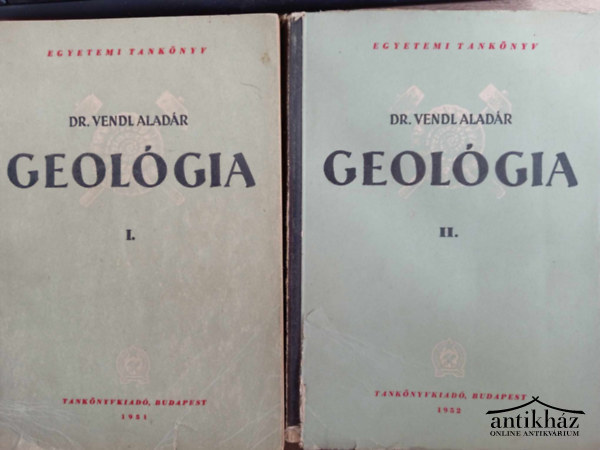 EGYETEMI TANKÖNYV
DR. VENDL ALADÁR
GEOLÓGIA
I.
TANKÖNYVKIADÓ, BUDAPEST
1951
EGYETEMI TANKÖNYV
DR. VENDL ALADÁR
GEOLÓGIA
II.
TANKÖNYVKIADÓ, BUDAPEST
1952
antikház
ONLINE ANTIKVÁRIUM